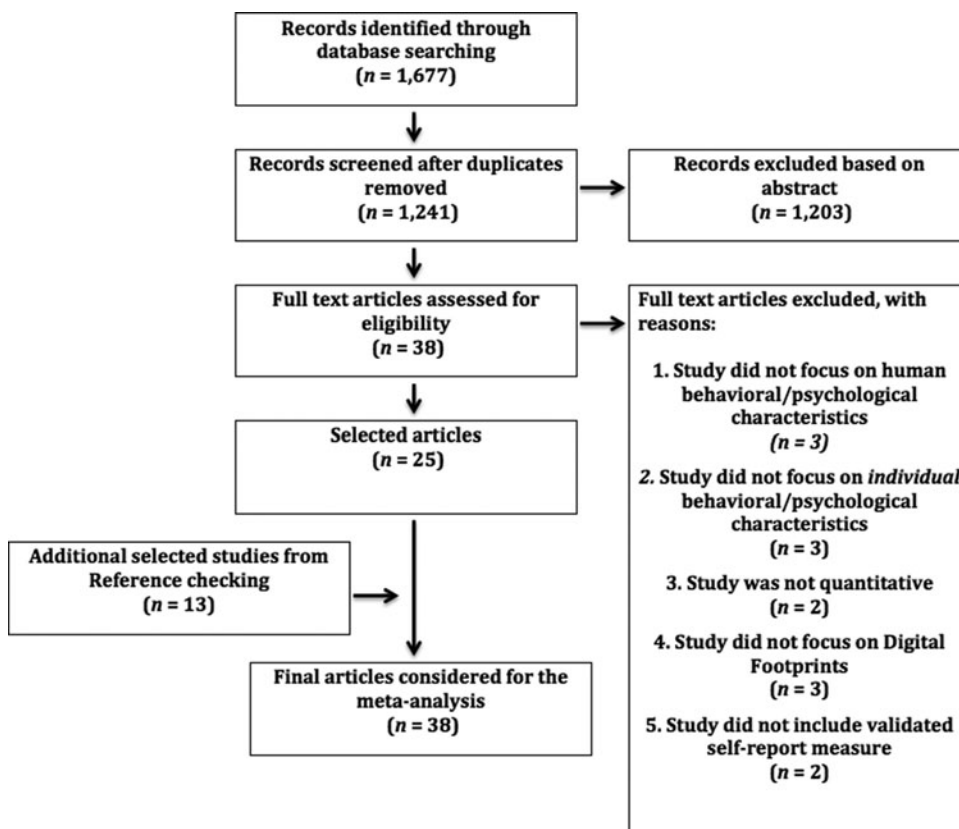 Records identified through
database searching
(n = 1,677)
Records screened after duplicates
removed
(n = 1,241)
Records excluded based on
abstract
(n = 1,203)
Full text articles assessed for
eligibility
(n = 38)
Full text articles excluded, with
reasons:
1. Study did not focus on human
behavioral/psychological
characteristics
(n = 3)
2. Study did not focus on individual
behavioral/psychological
characteristics
(n = 3)
3. Study was not quantitative
(n = 2)
4. Study did not focus on Digital
Footprints
(n = 3)
5. Study did not include validated
self-report measure
(n = 2)
Selected articles
(n = 25)
Additional selected studies from
Reference checking
(n = 13)
Final articles considered for the
meta-analysis
(n = 38)